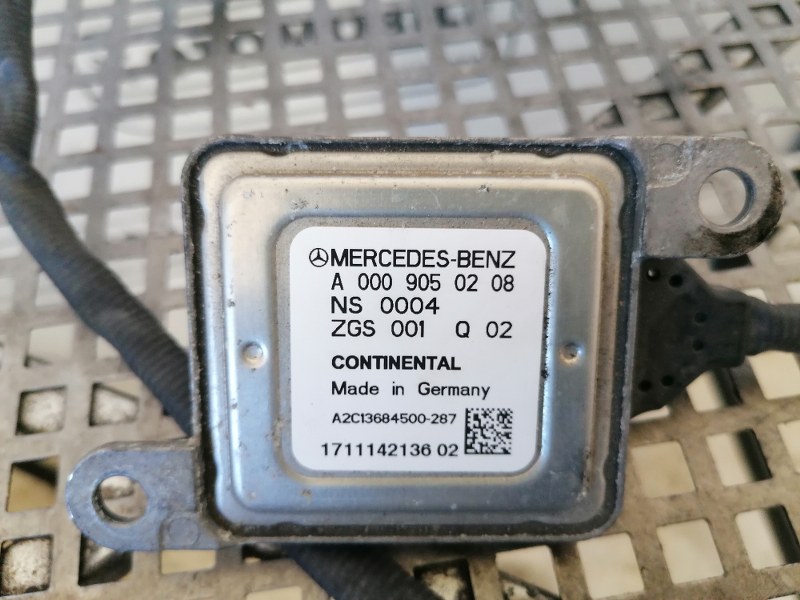 MERCEDES-BENZ
A 000 905 02 08
NS 0004
ZGS 001 Q 02
CONTINENTAL
Made in Germany
A2C13684500-287
1711142136 02